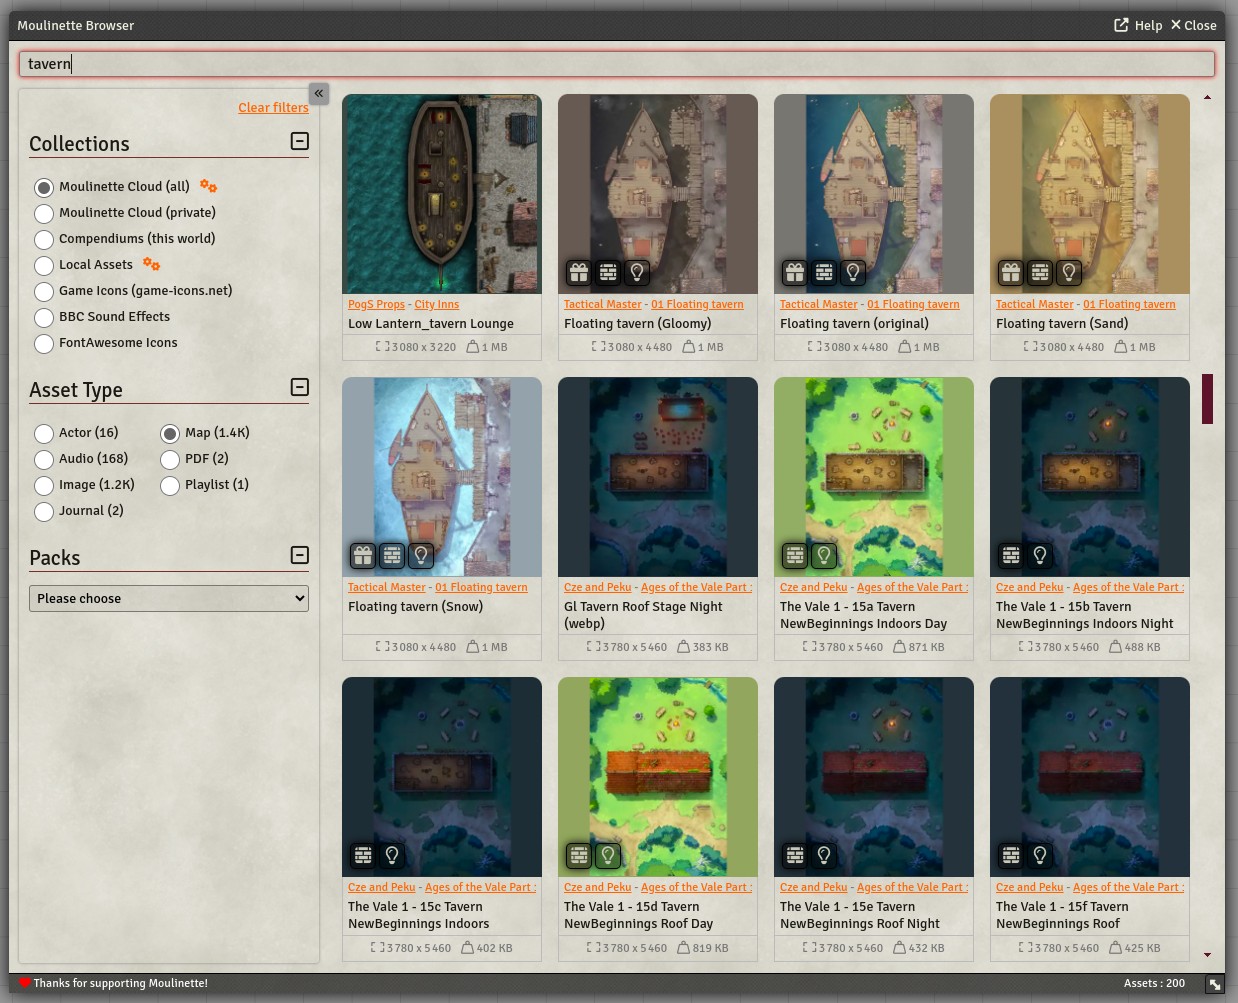 Moulinette Browser
Help
Close
tavern
Clear filters
Collections
Moulinette Cloud (all)
Moulinette Cloud (private)
Compendiums (this world)
Local Assets
Game Icons (game-icons.net)
BBC Sound Effects
FontAwesome Icons
Asset Type
Actor (16)
Map (1.4K)
Audio (168)
PDF (2)
Image (1.2K)
Playlist (1)
Journal (2)
Packs
Please choose
PogS Props - City Inns
Low Lantern_tavern Lounge
3080 x 3220 1 MB
Tactical Master - 01 Floating tavern
Floating tavern (Gloomy)
3080 x 4480 1 MB
Tactical Master - 01 Floating tavern
Floating tavern (original)
3080 x 4480 1 MB
Tactical Master - 01 Floating tavern
Floating tavern (Sand)
3080 x 4480 1 MB
Tactical Master - 01 Floating tavern
Floating tavern (Snow)
3080 x 4480 1 MB
Cze and Peku - Ages of the Vale Part
Gl Tavern Roof Stage Night
(webp)
3780 x 5460 383 KB
Cze and Peku - Ages of the Vale Part
The Vale 1 - 15a Tavern
NewBeginnings Indoors Day
3780 x 5460 871 KB
Cze and Peku - Ages of the Vale Part
The Vale 1 - 15b Tavern
NewBeginnings Indoors Night
3780 x 5460 488 KB
Cze and Peku - Ages of the Vale Part
The Vale 1 - 15c Tavern
NewBeginnings Indoors
3780 x 5460 402 KB
Cze and Peku - Ages of the Vale Part
The Vale 1 - 15d Tavern
NewBeginnings Roof Day
3780 x 5460 819 KB
Cze and Peku - Ages of the Vale Part
The Vale 1 - 15e Tavern
NewBeginnings Roof Night
3780 x 5460 432 KB
Cze and Peku - Ages of the Vale Part
The Vale 1 - 15f Tavern
NewBeginnings Roof
3780 x 5460 425 KB
Thanks for supporting Moulinette!
Assets : 200